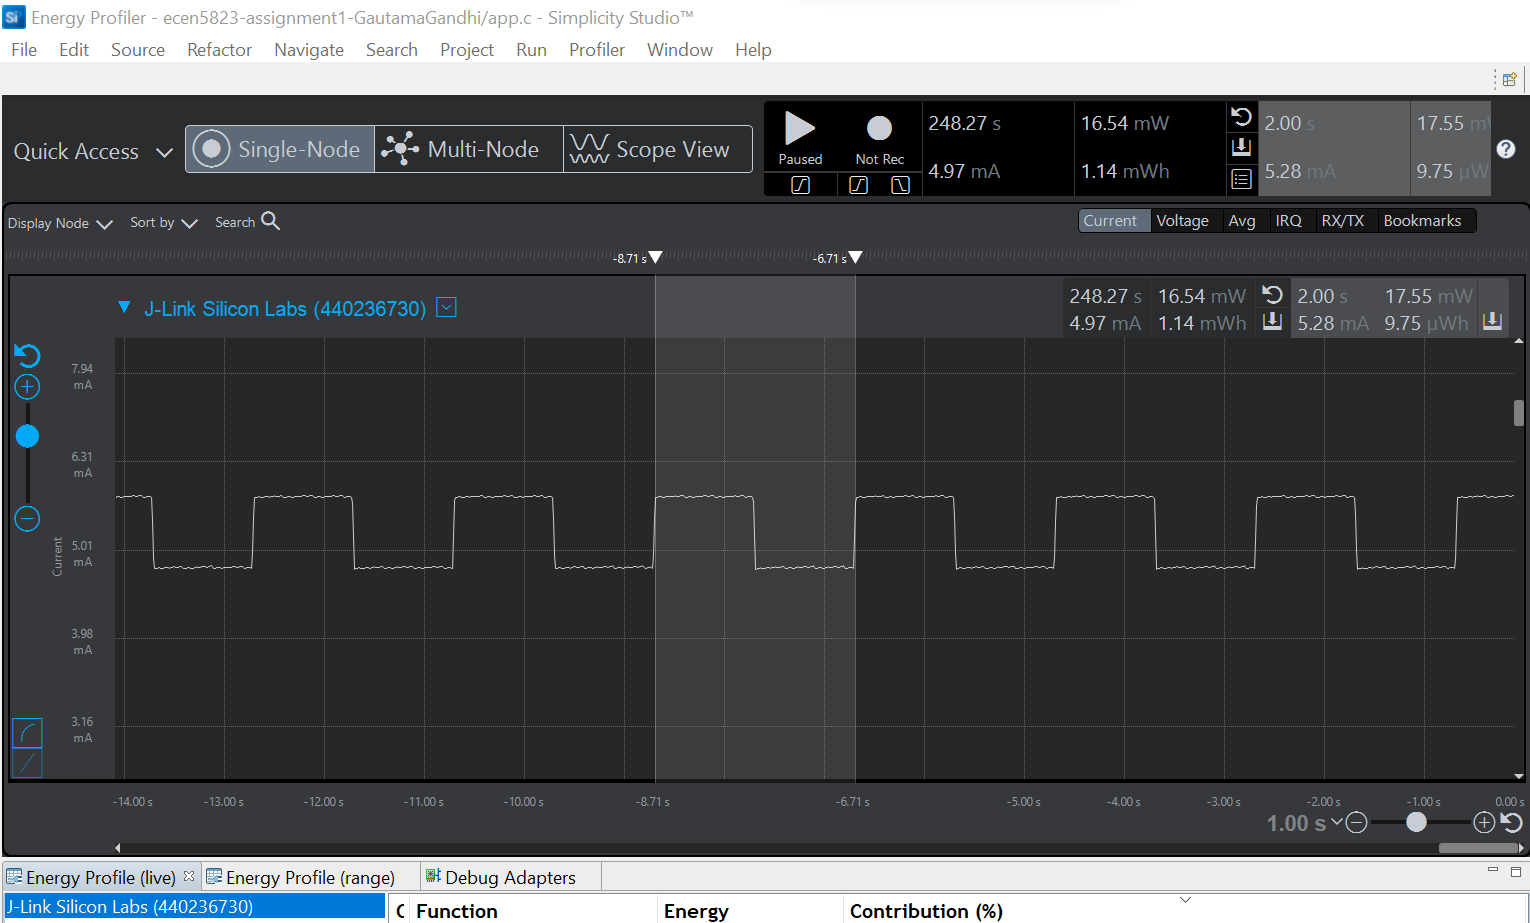 Si Energy Profiler - ecen5823-assignment1-GautamaGandhi/app.c - Simplicity Studio™
File Edit Source Refactor Navigate Search Project Run Profiler Window Help
Quick Access Single-Node Multi-Node Scope View
Paused Not Rec
248.27 s 16.54 mW
4.97 mA 1.14 mWh
2.00 s 17.55 mW
5.28 mA 9.75 µW
Display Node Sort by Search
Current Voltage Avg IRQ RX/TX Bookmarks
-8.71 s -6.71 s
J-Link Silicon Labs (440236730)
248.27 s 16.54 mW 2.00 s 17.55 mW
4.97 mA 1.14 mWh 5.28 mA 9.75 µWh
7.94
mA
6.31
mA
5.01
mA
3.98
mA
3.16
mA
Current
-14.00 s -13.00 s -12.00 s -11.00 s -10.00 s -8.71 s -6.71 s -5.00 s -4.00 s -3.00 s -2.00 s -1.00 s 0.00 s
1.00 s
Energy Profile (live) Energy Profile (range) Debug Adapters
J-Link Silicon Labs (440236730)
C Function Energy Contribution (%)